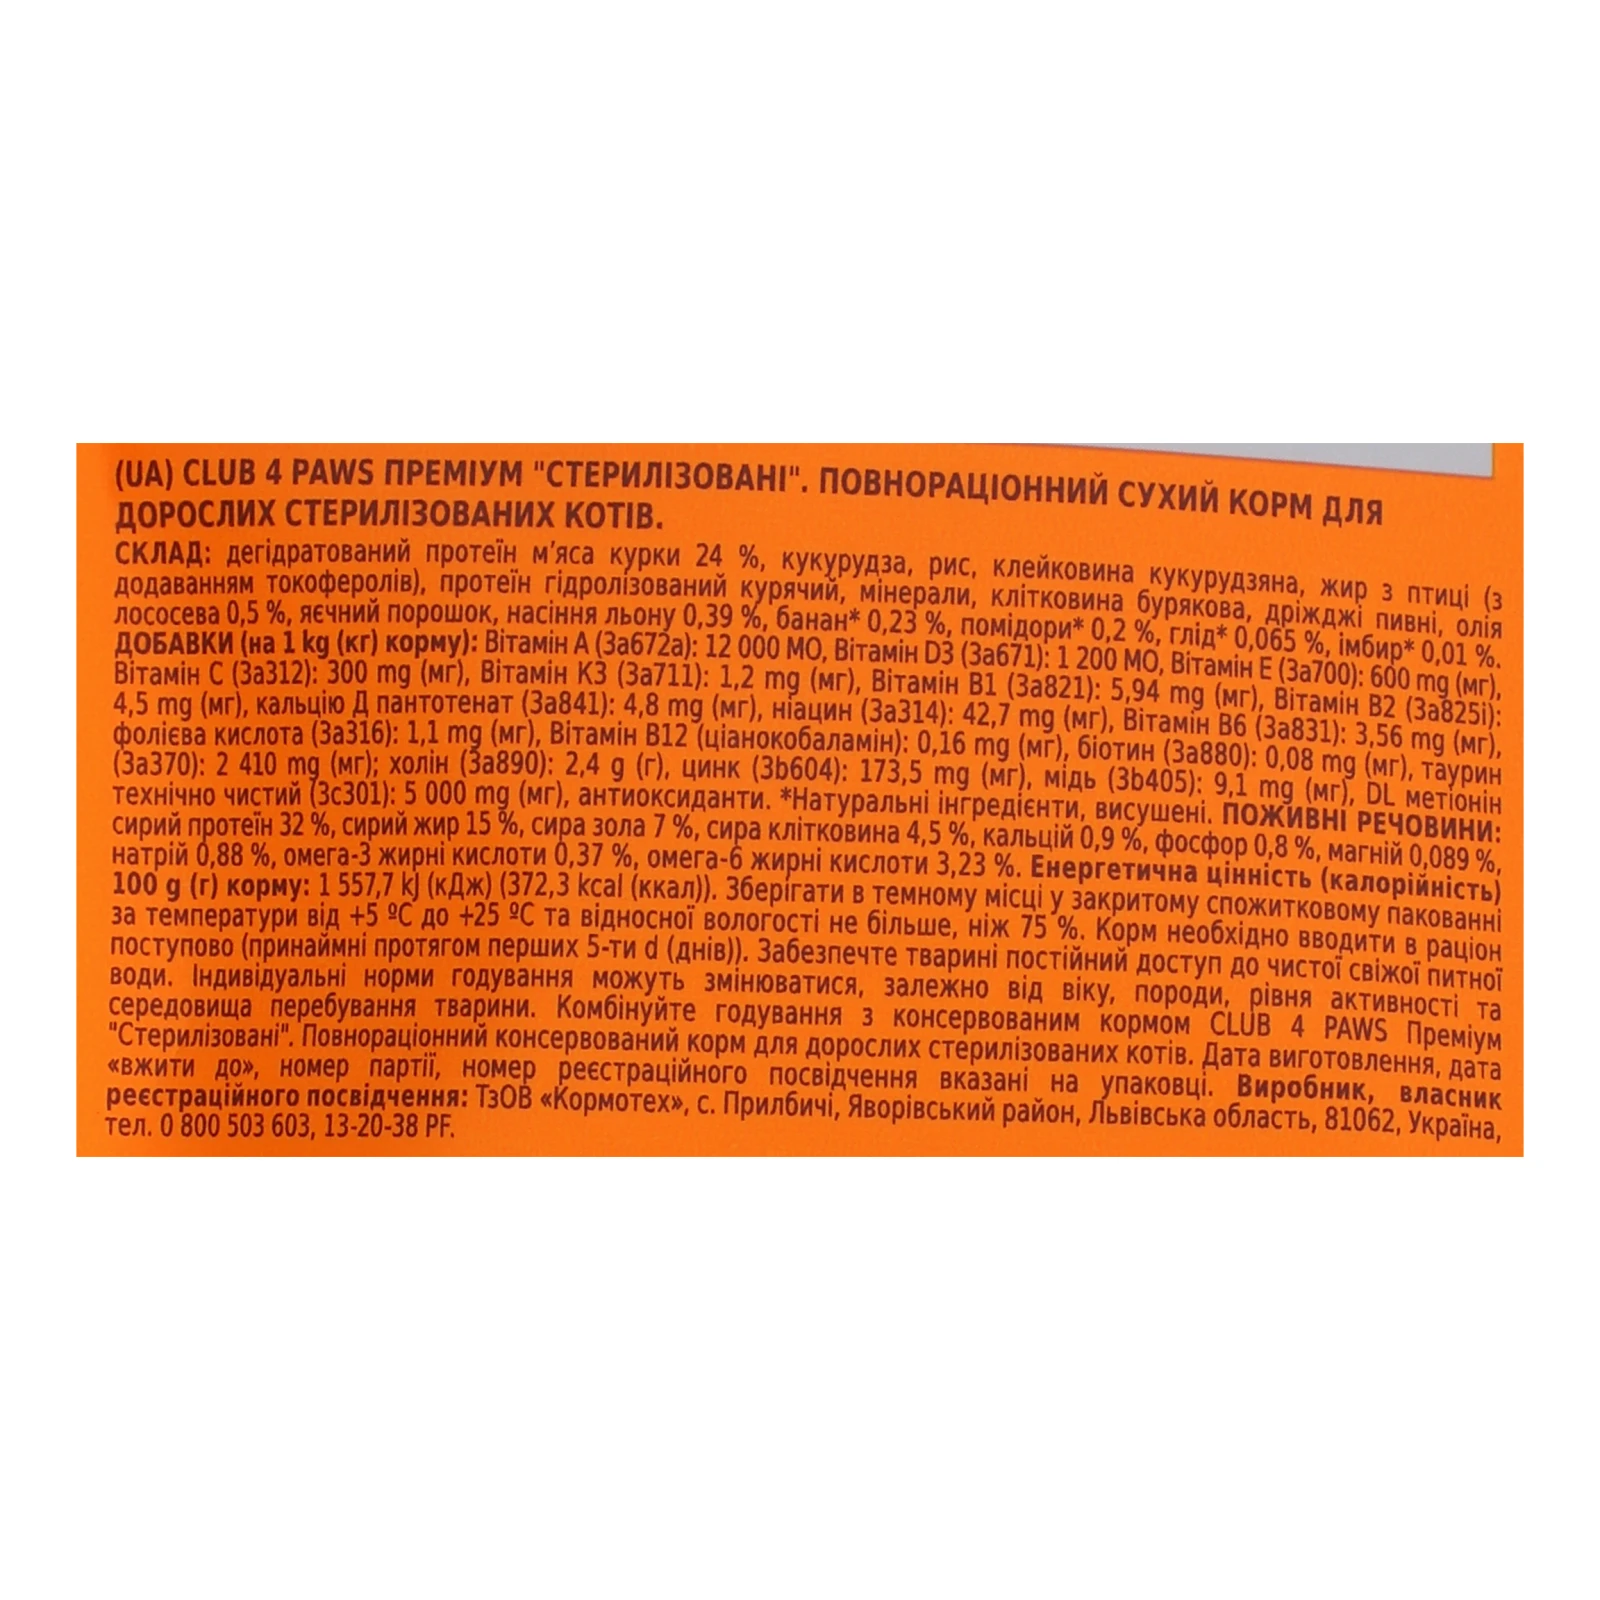 (UA) CLUB 4 PAWS ПРЕМІУМ "СТЕРИЛІЗОВАНІ". ПОВНОРАЦІОННИЙ СУХИЙ КОРМ ДЛЯ
ДОРОСЛИХ СТЕРИЛІЗОВАНИХ КОТІВ.
СКЛАД: дегідратований протеїн м’яса курки 24 %, кукурудза, рис, клейковина кукурудзяна, жир з птиці (з
додаванням токоферолів), протеїн гідролізований курячий, мінерали, клітковина бурякова, дріжджі пивні, олія
лососева 0,5 %, яєчний порошок, насіння льону 0,39 %, банан* 0,23 %, помідори* 0,2 %, глід* 0,065 %, імбир* 0,01 %.
ДОБАВКИ (на 1 kg (кг) корму): Вітамін А (3a672a): 12 000 МО, Вітамін D3 (3a671): 1 200 МО, Вітамін Е (3a700): 600 mg (мг),
Вітамін С (3a312): 300 mg (мг), Вітамін К3 (3a711): 1,2 mg (мг), Вітамін В1 (3a821): 5,94 mg (мг), Вітамін В2 (3a825i):
4,5 mg (мг), кальцію Д пантотенат (3a841): 4,8 mg (мг), ніацин (3a314): 42,7 mg (мг), Вітамін В6 (3a831): 3,56 mg (мг),
фолієва кислота (3a316): 1,1 mg (мг), Вітамін В12 (ціанокобаламін): 0,16 mg (мг), біотин (3a880): 0,08 mg (мг), таурин
(3a370): 2 410 mg (мг); холін (3a890): 2,4 g (г), цинк (3b604): 173,5 mg (мг), мідь (3b405): 9,1 mg (мг), DL метіонін
технічно чистий (3c301): 5 000 mg (мг), антиоксиданти. *Натуральні інгредієнти, висушені. ПОЖИВНІ РЕЧОВИНИ:
сирий протеїн 32 %, сирий жир 15 %, сира зола 7 %, сира клітковина 4,5 %, кальцій 0,9 %, фосфор 0,8 %, магній 0,089 %,
натрій 0,88 %, омега-3 жирні кислоти 0,37 %, омега-6 жирні кислоти 3,23 %. Енергетична цінність (калорійність)
100 g (г) корму: 1 557,7 kJ (кДж) (372,3 kcal (ккал)). Зберігати в темному місці у закритому спожитковому пакованні
за температури від +5 ºС до +25 ºС та відносної вологості не більше, ніж 75 %. Корм необхідно вводити в раціон
поступово (принаймні протягом перших 5-ти d (днів)). Забезпечте тварині постійний доступ до чистої свіжої питної
води. Індивідуальні норми годування можуть змінюватися, залежно від віку, породи, рівня активності та
середовища перебування тварини. Комбінуйте годування з консервованим кормом CLUB 4 PAWS Преміум
"Стерилізовані". Повнораціонний консервований корм для дорослих стерилізованих котів. Дата виготовлення, дата
«вжити до», номер партії, номер реєстраційного посвідчення вказані на упаковці. Виробник, власник
реєстраційного посвідчення: ТзОВ «Кормотех», с. Прилбичі, Яворівський район, Львівська область, 81062, Україна,
тел. 0 800 503 603, 13-20-38 PF.